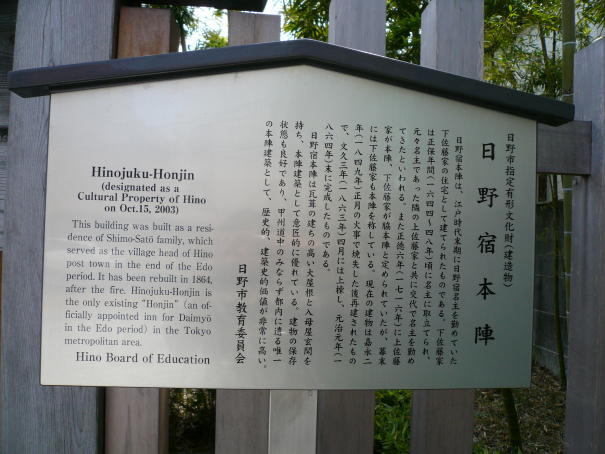 日野市指定有形文化財(建造物)
日野宿本陣
日野宿本陣は、江戸時代末期に日野宿名主を勤めていた
下佐藤家の住宅として建てられたものである。下佐藤家
は正保年間(一六四四~四八年)頃に名主に取立てられ、
元々名主であった隣の上佐藤家と共に交代で名主を勤め
てきたといわれる。また正徳六年(一七一六年)に上佐藤
家が本陣、下佐藤家が脇本陣と定められていたが、幕末
には下佐藤家も本陣を称している。現在の建物は嘉永二
年(一八四九年)正月の火事で焼失した後再建されたもの
で、文久三年(一八六三年)四月には上棟し、元治元年(一
八六四年)末に完成したものである。
日野宿本陣は瓦葺の建ちの高い大屋根と入母屋玄関を
持ち、本陣建築として意匠的に優れている。建物の保存
状態も良好であり、甲州道中のみならず都内に遺る唯一
の本陣建築として、歴史的、建築史的価値が非常に高い。
日野市教育委員会
Hinojuku-Honjin
(designated as a
Cultural Property of Hino
on Oct.15, 2003)
This building was built as a resi-
dence of Shimo-Satō family, which
served as the village head of Hino
post town in the end of the Edo
period. It has been rebuilt in 1864,
after the fire. Hinojuku-Honjin is
the only existing "Honjin" (an of-
ficially appointed inn for Daimyō
in the Edo period) in the Tokyo
metropolitan area.
Hino Board of Education